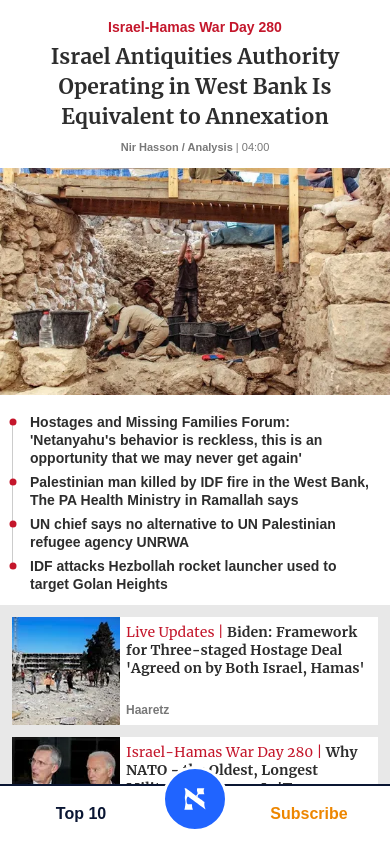 Israel-Hamas War Day 280
Israel Antiquities Authority
Operating in West Bank Is
Equivalent to Annexation
Nir Hasson / Analysis | 04:00
Hostages and Missing Families Forum:
'Netanyahu's behavior is reckless, this is an
opportunity that we may never get again'
Palestinian man killed by IDF fire in the West Bank,
The PA Health Ministry in Ramallah says
UN chief says no alternative to UN Palestinian
refugee agency UNRWA
IDF attacks Hezbollah rocket launcher used to
target Golan Heights
Live Updates | Biden: Framework
for Three-staged Hostage Deal
'Agreed on by Both Israel, Hamas'
Haaretz
Israel-Hamas War Day 280 | Why
NATO - the Oldest, Longest
Top 10
Subscribe